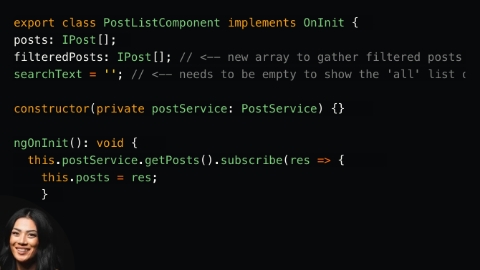 export class PostListComponent implements OnInit {
posts: IPost[];
filteredPosts: IPost[]; // <-- new array to gather filtered posts
searchText = ''; // <-- needs to be empty to show the 'all' list
constructor(private postService: PostService) {}
ngOnInit(): void {
this.postService.getPosts().subscribe(res => {
this.posts = res;
}